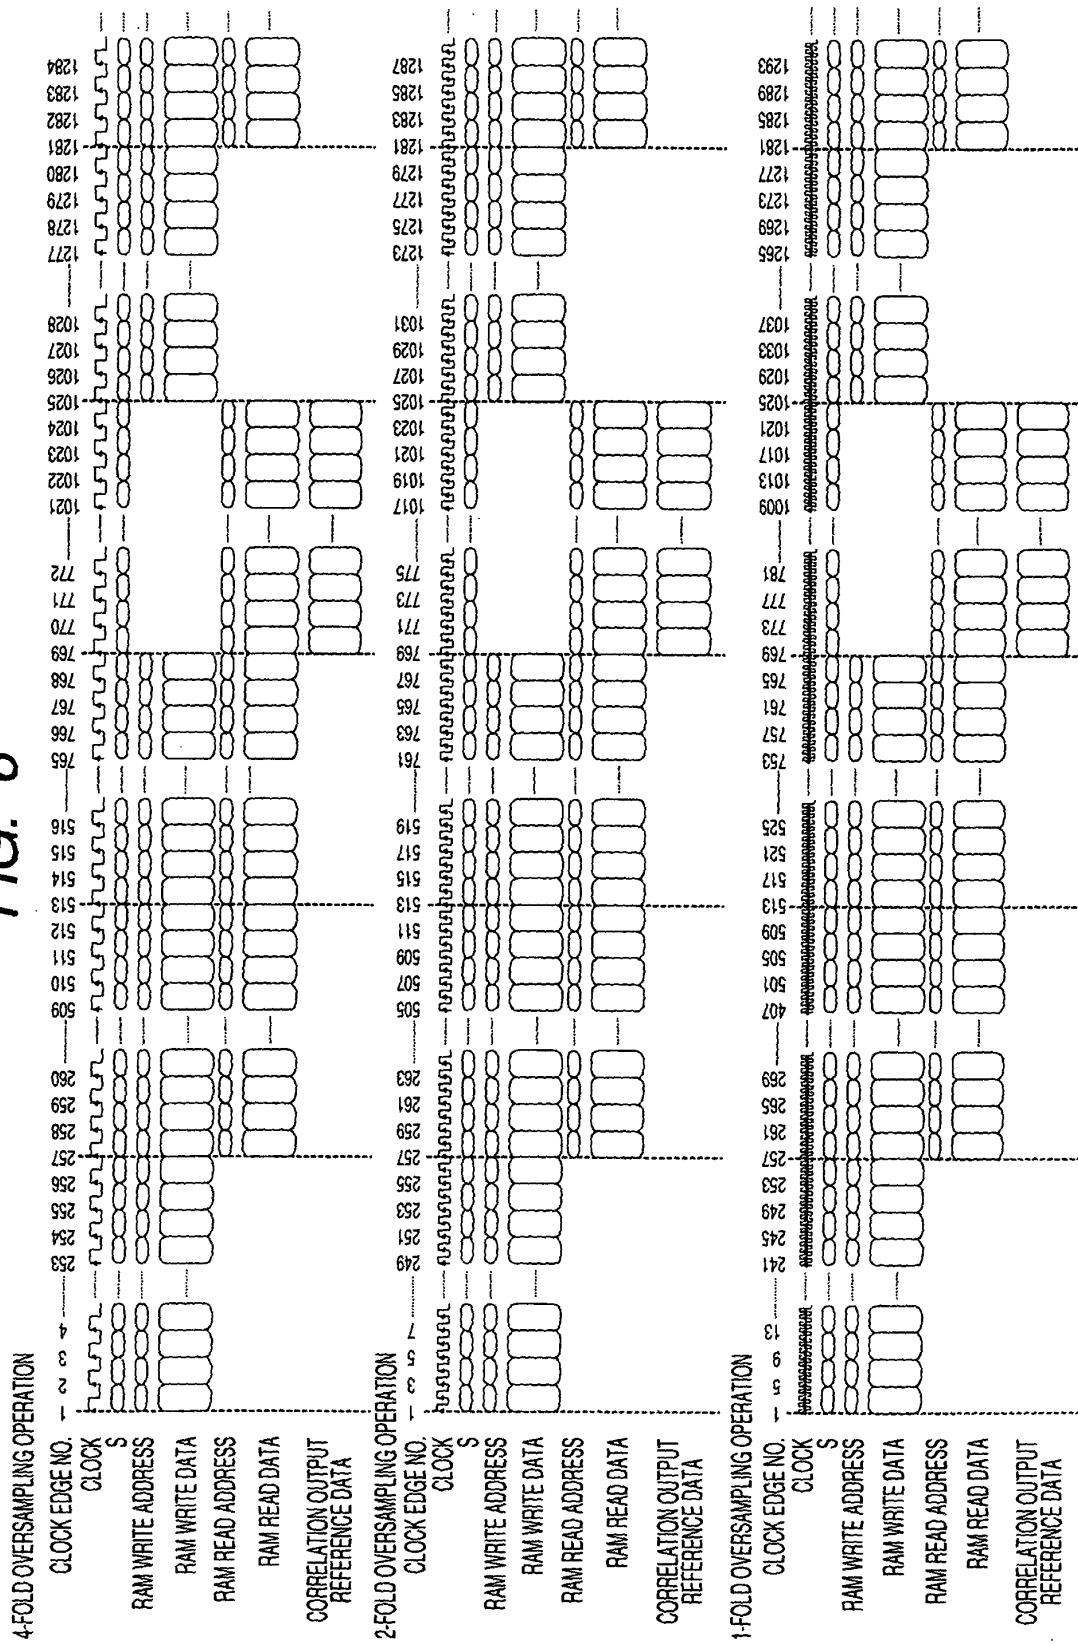 FIG.
4-FOLD OVERSAMPLING OPERATION
CLOCK EDGE NO. 1 2 3 4 253 254 255 256 257 258 259 260 509 510 511 512 513 514 515 516 765 766 767 768 769 770 771 772 1021 1022 1023 1024 1025 1026 1027 1028 1277 1278 1279 1280 1281 1282 1283 1284
CLOCK
S
RAM WRITE ADDRESS
RAM WRITE DATA
RAM READ ADDRESS
RAM READ DATA
CORRELATION OUTPUT
REFERENCE DATA
2-FOLD OVERSAMPLING OPERATION
CLOCK EDGE NO. 1 3 5 7 249 251 253 255 257 259 261 263 505 507 509 511 513 515 517 519 761 763 765 767 769 771 773 775 1017 1019 1021 1023 1025 1027 1029 1031 1273 1275 1277 1279 1281 1283 1285 1287
CLOCK
S
RAM WRITE ADDRESS
RAM WRITE DATA
RAM READ ADDRESS
RAM READ DATA
CORRELATION OUTPUT
REFERENCE DATA
1-FOLD OVERSAMPLING OPERATION
CLOCK EDGE NO. 1 5 9 13 241 245 249 253 257 261 265 269 407 501 505 509 513 517 521 525 753 757 761 765 769 773 777 781 1009 1013 1017 1021 1025 1029 1033 1037 1265 1269 1273 1277 1281 1285 1289 1293
CLOCK
S
RAM WRITE ADDRESS
RAM WRITE DATA
RAM READ ADDRESS
RAM READ DATA
CORRELATION OUTPUT
REFERENCE DATA